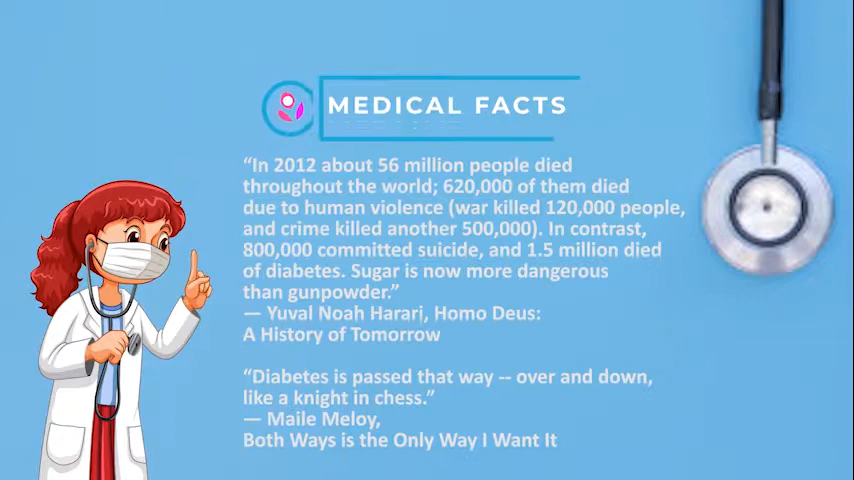 MEDICAL FACTS
“In 2012 about 56 million people died
throughout the world; 620,000 of them died
due to human violence (war killed 120,000 people,
and crime killed another 500,000). In contrast,
800,000 committed suicide, and 1.5 million died
of diabetes. Sugar is now more dangerous
than gunpowder.”
— Yuval Noah Harari, Homo Deus:
A History of Tomorrow
“Diabetes is passed that way -- over and down,
like a knight in chess.”
— Maile Meloy,
Both Ways is the Only Way I Want It